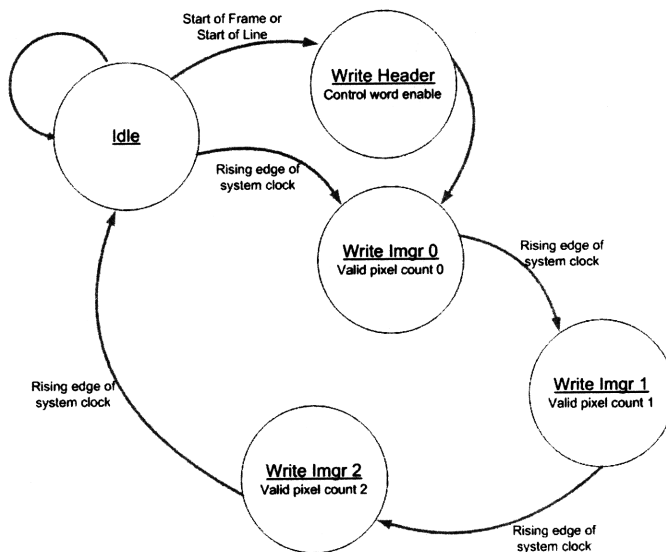 Start of Frame or
Start of Line
Write Header
Control word enable
Idle
Rising edge of
system clock
Write Imgr 0
Valid pixel count 0
Rising edge of
system clock
Write Imgr 1
Valid pixel count 1
Rising edge of
system clock
Write Imgr 2
Valid pixel count 2
Rising edge of
system clock